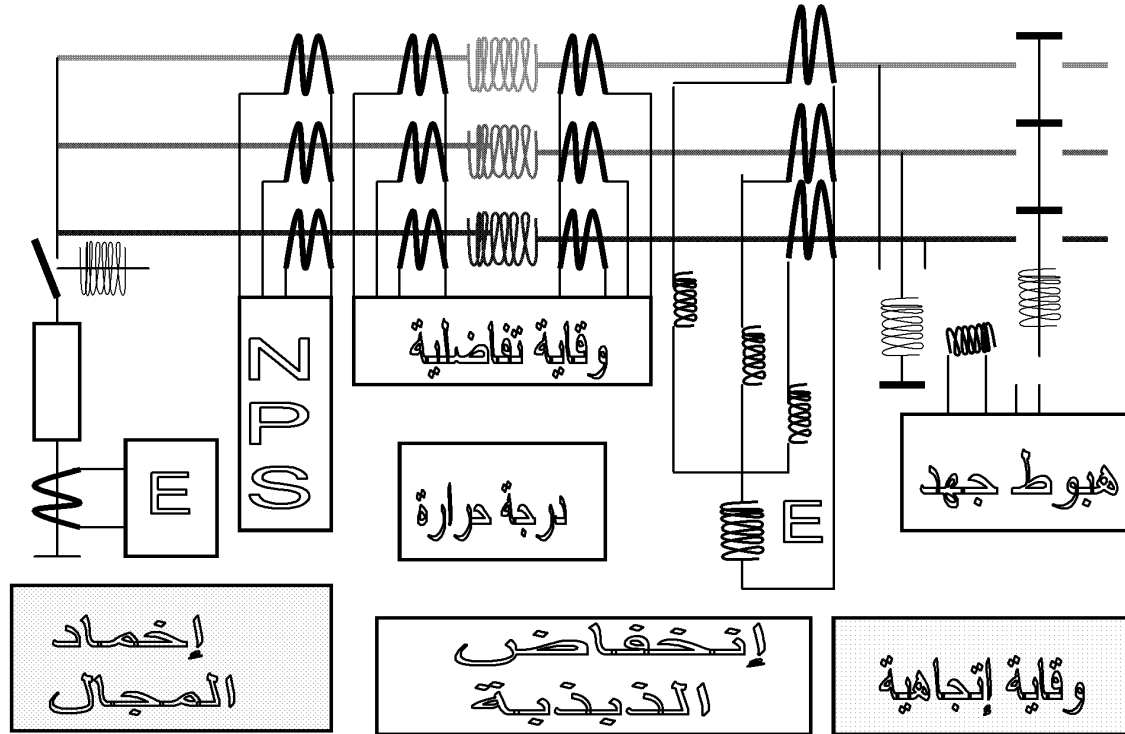 وقاية تفاضلية
N
P
S
E
درجة حرارة
E
هبوط جهد
إخماد
المجال
إنخفاض
الذبذبة
وقاية إتجاهية